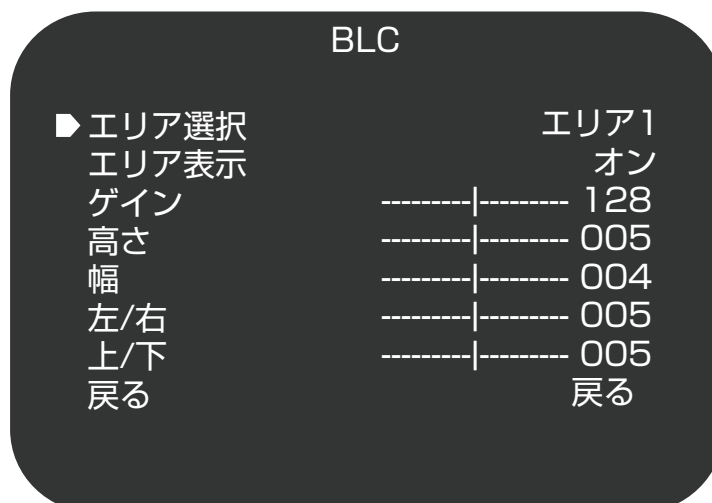 BLC
エリア選択 エリア1
エリア表示 オン
ゲイン ---------|--------- 128
高さ ---------|--------- 005
幅 ---------|--------- 004
左/右 ---------|--------- 005
上/下 ---------|--------- 005
戻る 戻る